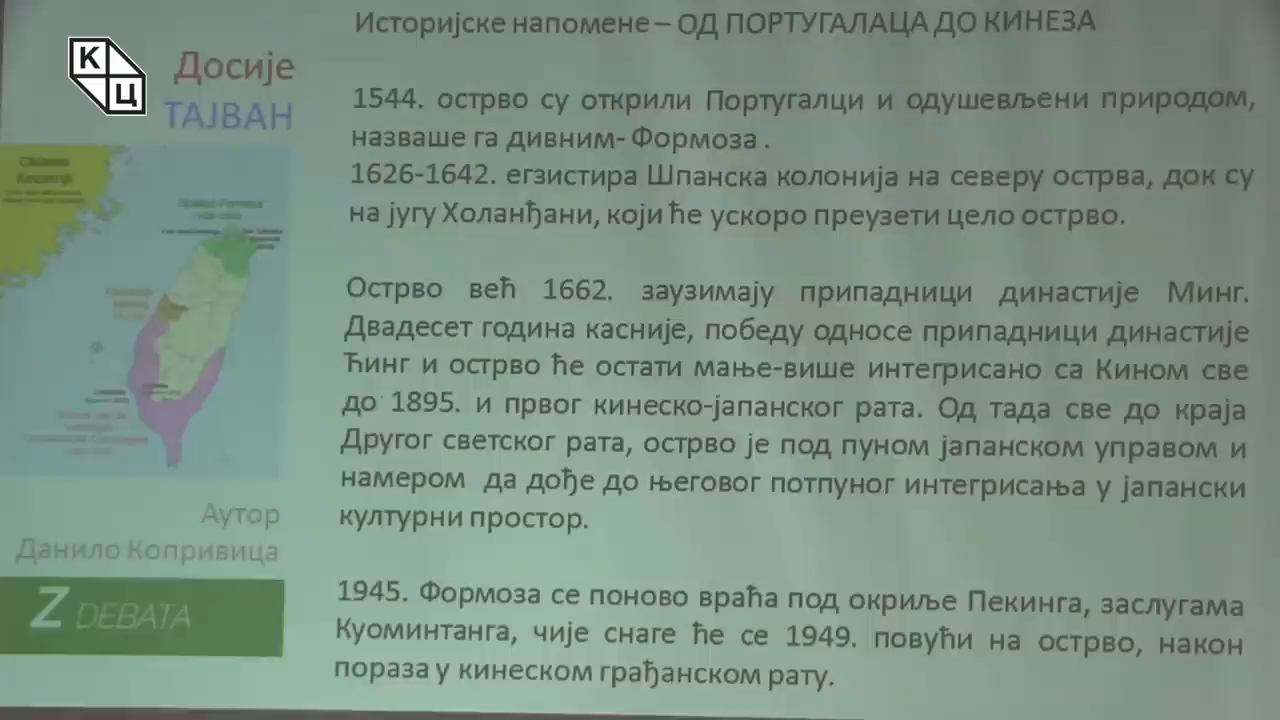 Историјске напомене – ОД ПОРТУГАЛАЦА ДО КИНЕЗА
К
Ц
Досије
ТАЈВАН
1544. острво су открили Португалци и одушевљени природом,
назваше га дивним- Формоза .
1626-1642. егзистира Шпанска колонија на северу острва, док су
на југу Холанђани, који ће ускоро преузети цело острво.
Острво већ 1662. заузимају припадници династије Минг.
Двадесет година касније, победу односе припадници династије
Ћинг и острво ће остати мање-више интегрисано са Кином све
до 1895. и првог кинеско-јапанског рата. Од тада све до краја
Другог светског рата, острво је под пуном јапанском управом и
намером да дође до његовог потпуног интегрисања у јапански
културни простор.
1945. Формоза се поново враћа под окриље Пекинга, заслугама
Куоминтанга, чије снаге ће се 1949. повући на острво, након
пораза у кинеском грађанском рату.
Аутор
Данило Копривица
Z DEBATA